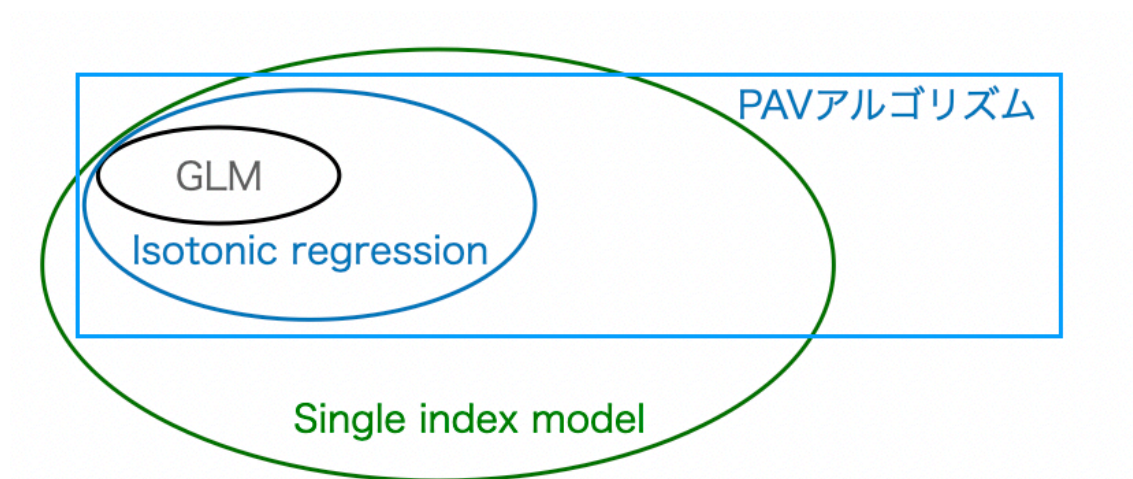 PAVアルゴリズム
GLM
Isotonic regression
Single index model